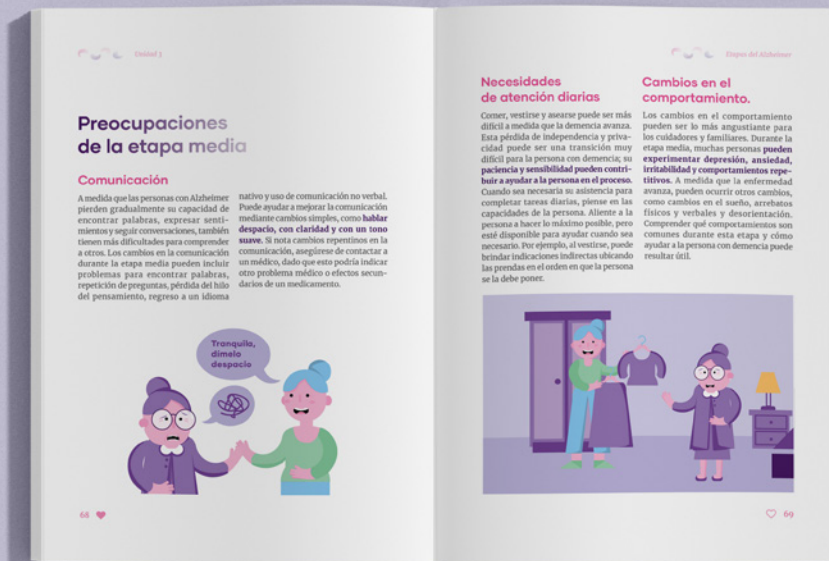 Unidad 3
Preocupaciones
de la etapa media
Comunicación
A medida que las personas con Alzheimer
pierden gradualmente su capacidad de
encontrar palabras, expresar senti-
mientos y seguir conversaciones, también
tienen más dificultades para comprender
a otros. Los cambios en la comunicación
durante la etapa media pueden incluir
problemas para encontrar palabras,
repetición de preguntas, pérdida del hilo
del pensamiento, regreso a un idioma
nativo y uso de comunicación no verbal.
Puede ayudar a mejorar la comunicación
mediante cambios simples, como hablar
despacio, con claridad y con un tono
suave. Si nota cambios repentinos en la
comunicación, asegúrese de contactar a
un médico, dado que esto podría indicar
otro problema médico o efectos secun-
darios de un medicamento.
Tranquila,
dímelo
despacio
68
Etapas del Alzheimer
Necesidades
de atención diarias
Comer, vestirse y asearse puede ser más
difícil a medida que la demencia avanza.
Esta pérdida de independencia y priva-
cidad puede ser una transición muy
difícil para la persona con demencia; su
paciencia y sensibilidad pueden contri-
buir a ayudar a la persona en el proceso.
Cuando sea necesaria su asistencia para
completar tareas diarias, piense en las
capacidades de la persona. Aliente a la
persona a hacer lo máximo posible, pero
esté disponible para ayudar cuando sea
necesario. Por ejemplo, al vestirse, puede
brindar indicaciones indirectas ubicando
las prendas en el orden en que la persona
se la debe poner.
Cambios en el
comportamiento.
Los cambios en el comportamiento
pueden ser lo más angustiante para
los cuidadores y familiares. Durante la
etapa media, muchas personas pueden
experimentar depresión, ansiedad,
irritabilidad y comportamientos repe-
titivos. A medida que la enfermedad
avanza, pueden ocurrir otros cambios,
como cambios en el sueño, arrebatos
físicos y verbales y desorientación.
Comprender qué comportamientos son
comunes durante esta etapa y cómo
ayudar a la persona con demencia puede
resultar útil.
69